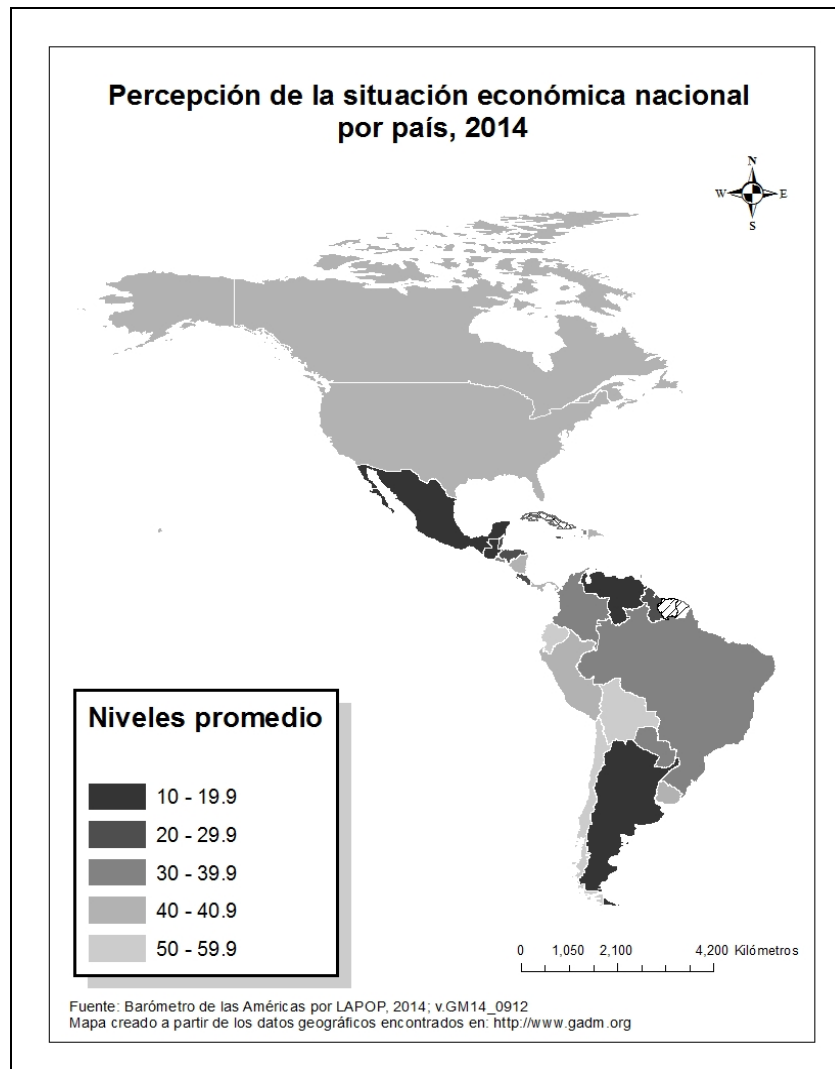 Percepción de la situación económica nacional
por país, 2014
N
W E
S
Niveles promedio
10 - 19.9
20 - 29.9
30 - 39.9
40 - 40.9
50 - 59.9
0 1,050 2,100 4,200 Kilómetros
Fuente: Barómetro de las Américas por LAPOP, 2014; v.GM14_0912
Mapa creado a partir de los datos geográficos encontrados en: http://www.gadm.org